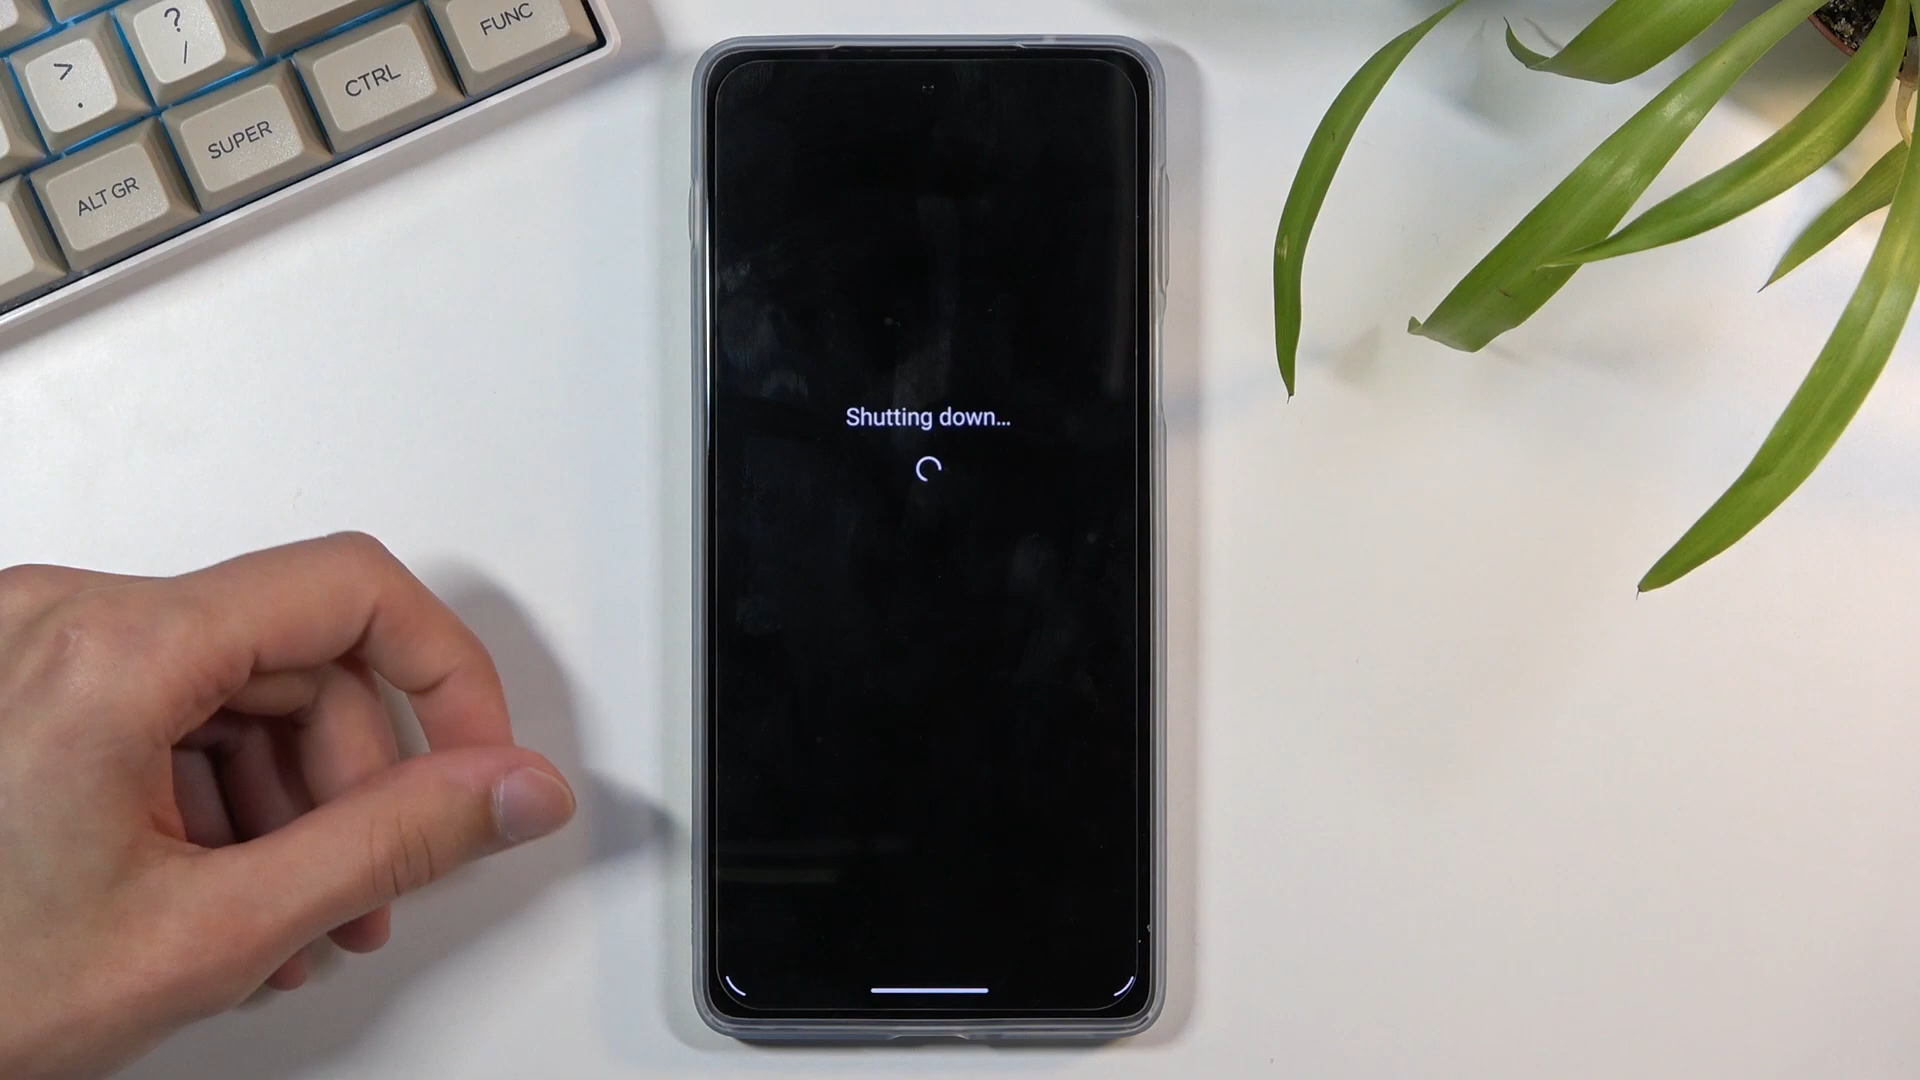 ?
/
>
.
FUNC
CTRL
SUPER
ALT GR
Shutting down...